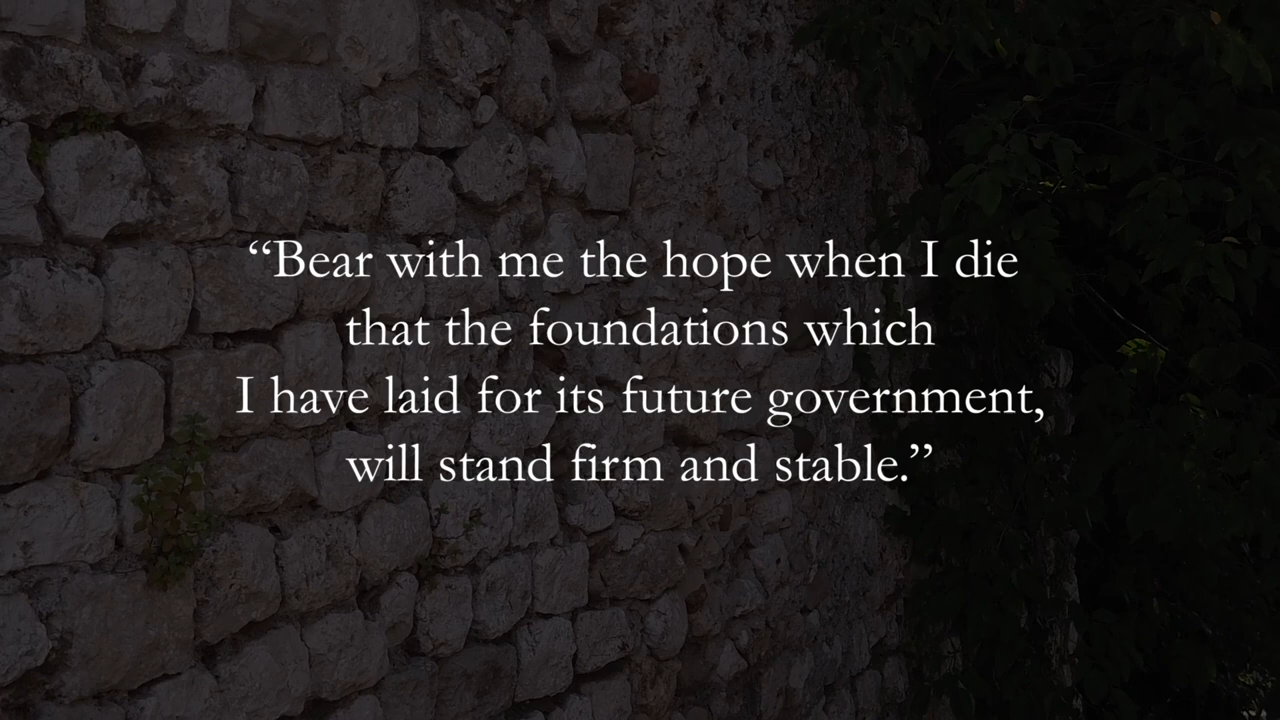 “Bear with me the hope when I die
that the foundations which
I have laid for its future government,
will stand firm and stable.”